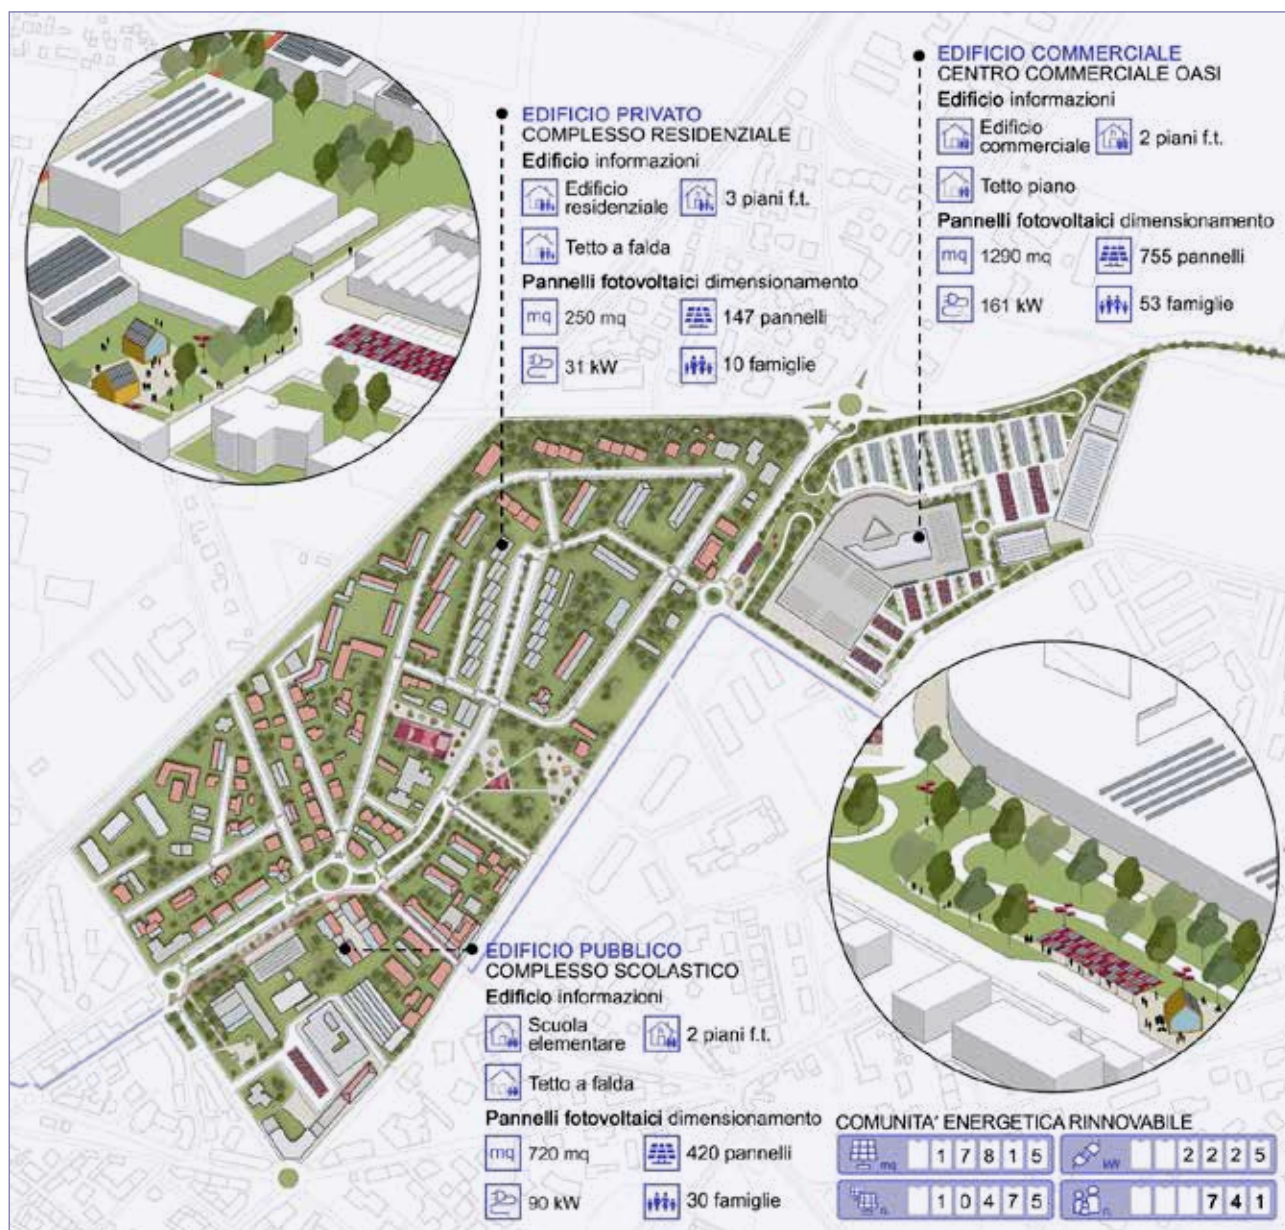 EDIFICIO PRIVATO
COMPLESSO RESIDENZIALE
Edificio informazioni
Edificio
residenziale
3 piani f.t.
Tetto a falda
Pannelli fotovoltaici dimensionamento
mq 250 mq
147 pannelli
31 kW
10 famiglie
EDIFICIO COMMERCIALE
CENTRO COMMERCIALE OASI
Edificio informazioni
Edificio
commerciale
2 piani f.t.
Tetto piano
Pannelli fotovoltaici dimensionamento
mq 1290 mq
755 pannelli
161 kW
53 famiglie
EDIFICIO PUBBLICO
COMPLESSO SCOLASTICO
Edificio informazioni
Scuola
elementare
2 piani f.t.
Tetto a falda
Pannelli fotovoltaici dimensionamento
mq 720 mq
420 pannelli
90 kW
30 famiglie
COMUNITA' ENERGETICA RINNOVABILE
mq 17815
kW 2225
n. 10475
n. 741